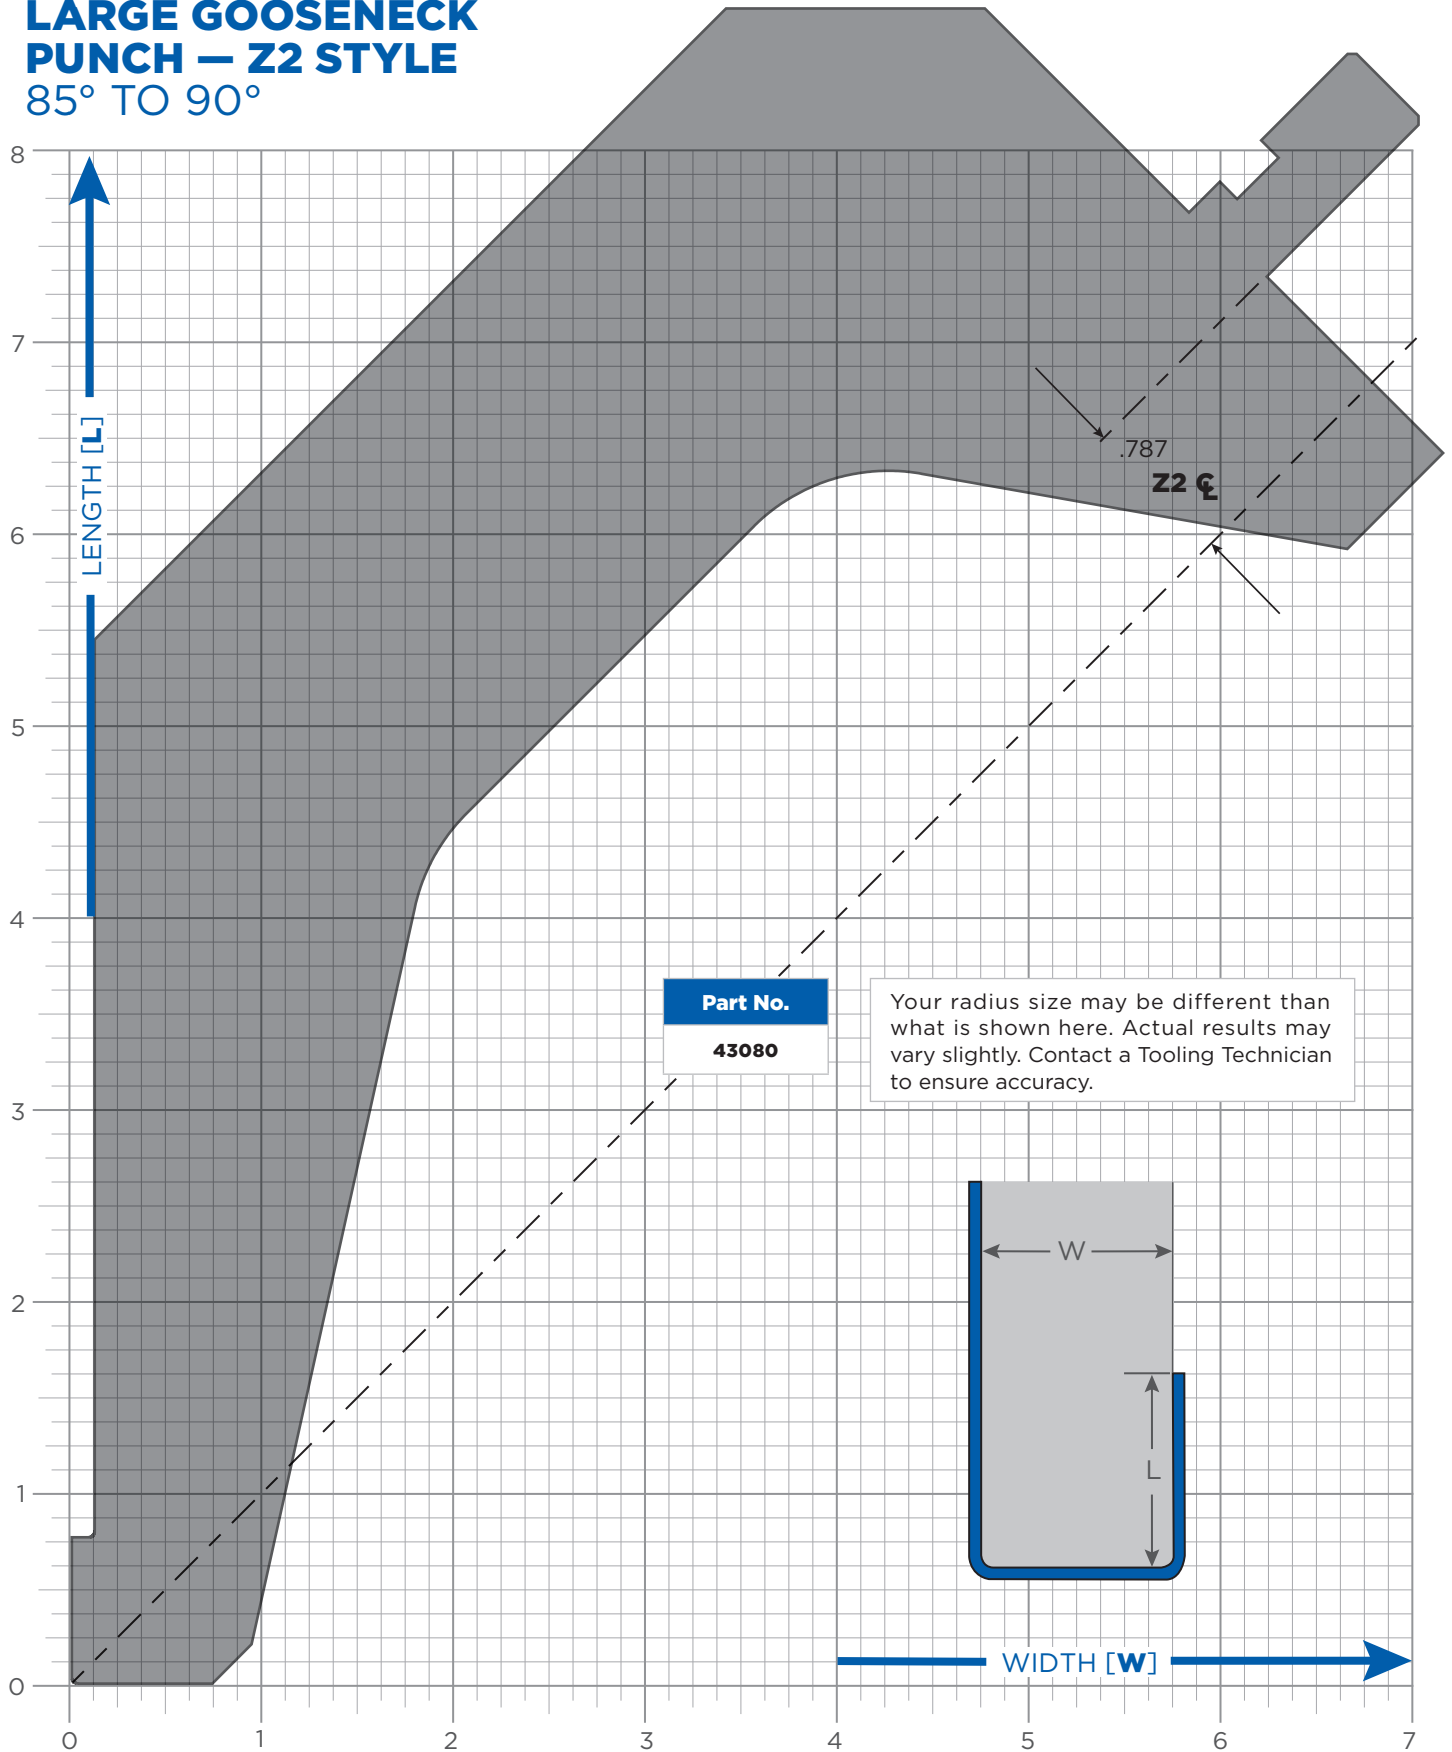 LARGE GOOSENECK
PUNCH — Z2 STYLE
85° TO 90°
8
7
6
5
4
3
2
1
0
LENGTH [L]
.787
Z2 ℄
Part No.
43080
Your radius size may be different than
what is shown here. Actual results may
vary slightly. Contact a Tooling Technician
to ensure accuracy.
W
L
WIDTH [W]
0 1 2 3 4 5 6 7